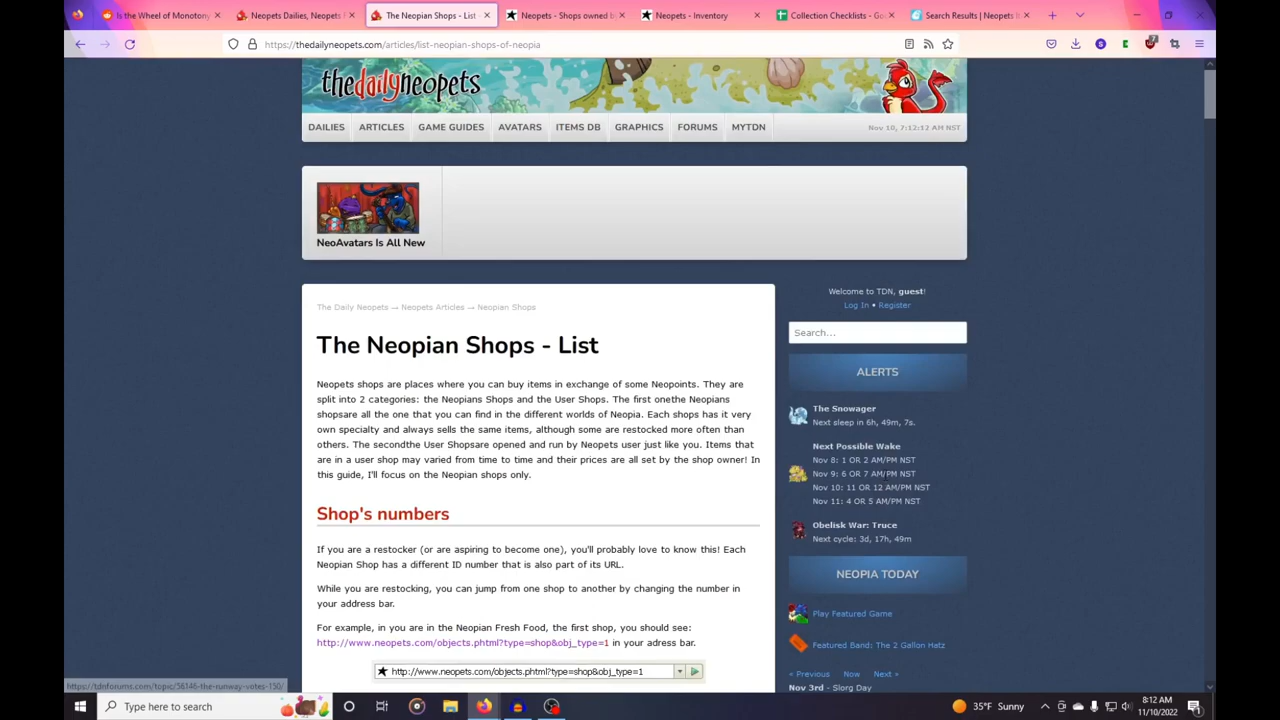 Is the Wheel of Monotony
Neopets Dailies, Neopets F
The Neopian Shops - List
Neopets - Shops owned by
Neopets - Inventory
Collection Checklists - Goo
Search Results | Neopets It
https://thedailyneopets.com/articles/list-neopian-shops-of-neopia
thedailyneopets
DAILIES ARTICLES GAME GUIDES AVATARS ITEMS DB GRAPHICS FORUMS MYTDN
Nov 10, 7:12:12 AM NST
NeoAvatars Is All New
The Daily Neopets → Neopets Articles → Neopian Shops
The Neopian Shops - List
Neopets shops are places where you can buy items in exchange of some Neopoints. They are
split into 2 categories: the Neopians Shops and the User Shops. The first onethe Neopians
shopsare all the one that you can find in the different worlds of Neopia. Each shops has it very
own specialty and always sells the same items, although some are restocked more often than
others. The secondthe User Shopsare opened and run by Neopets user just like you. Items that
are in a user shop may varied from time to time and their prices are all set by the shop owner! In
this guide, I'll focus on the Neopian shops only.
Shop's numbers
If you are a restocker (or are aspiring to become one), you'll probably love to know this! Each
Neopian Shop has a different ID number that is also part of its URL.
While you are restocking, you can jump from one shop to another by changing the number in
your address bar.
For example, in you are in the Neopian Fresh Food, the first shop, you should see:
http://www.neopets.com/objects.phtml?type=shop&obj_type=1 in your adress bar.
http://www.neopets.com/objects.phtml?type=shop&obj_type=1
Welcome to TDN, guest!
Log In • Register
Search...
ALERTS
The Snowager
Next sleep in 6h, 49m, 7s.
Next Possible Wake
Nov 8: 1 OR 2 AM/PM NST
Nov 9: 6 OR 7 AM/PM NST
Nov 10: 11 OR 12 AM/PM NST
Nov 11: 4 OR 5 AM/PM NST
Obelisk War: Truce
Next cycle: 3d, 17h, 49m
NEOPIA TODAY
Play Featured Game
Featured Band: The 2 Gallon Hatz
« Previous Now Next »
Nov 3rd - Slorg Day
https://tdnforums.com/topic/56146-the-runway-votes-150/
Type here to search
35°F Sunny
8:12 AM
11/10/2022